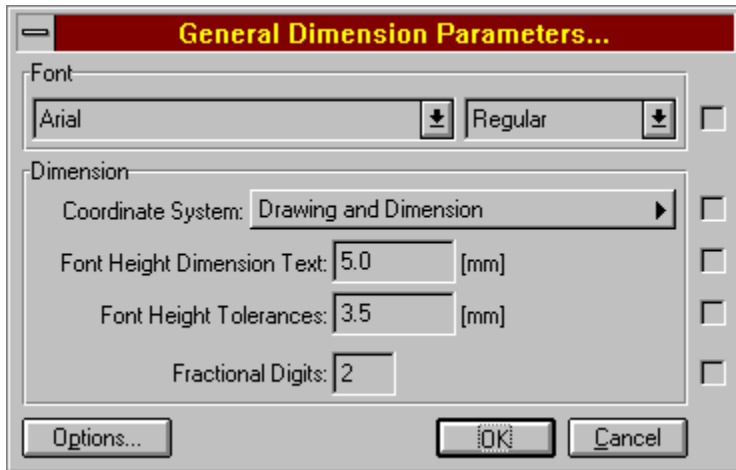 General Dimension Parameters...
Font
Arial Regular
Dimension
Coordinate System: Drawing and Dimension
Font Height Dimension Text: 5.0 [mm]
Font Height Tolerances: 3.5 [mm]
Fractional Digits: 2
Options... OK Cancel